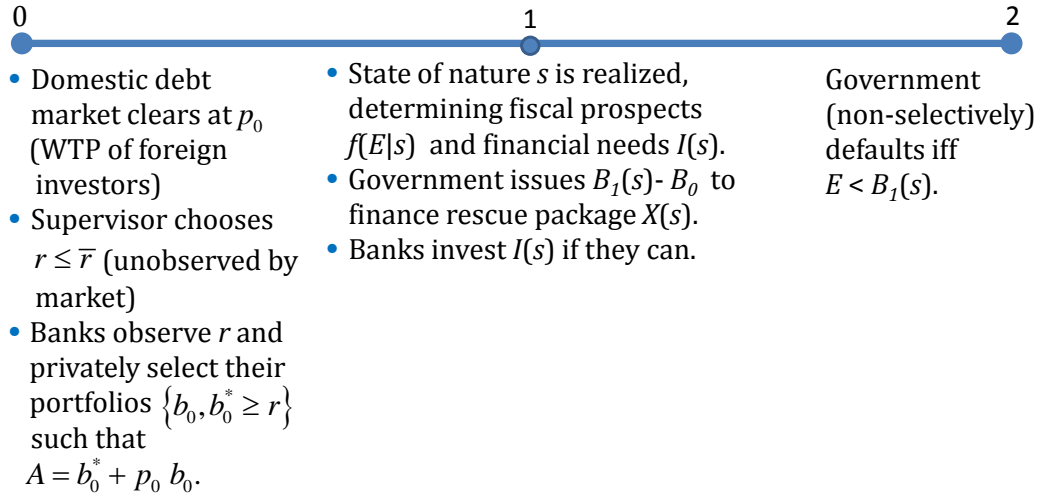 0
1
2
• Domestic debt
market clears at p₀
(WTP of foreign
investors)
• Supervisor chooses
r ≤ r̅ (unobserved by
market)
• Banks observe r and
privately select their
portfolios {b₀, b₀* ≥ r}
such that
A = b₀* + p₀ b₀.
• State of nature s is realized,
determining fiscal prospects
f(E|s) and financial needs I(s).
• Government issues B₁(s)- B₀ to
finance rescue package X(s).
• Banks invest I(s) if they can.
Government
(non-selectively)
defaults iff
E < B₁(s).